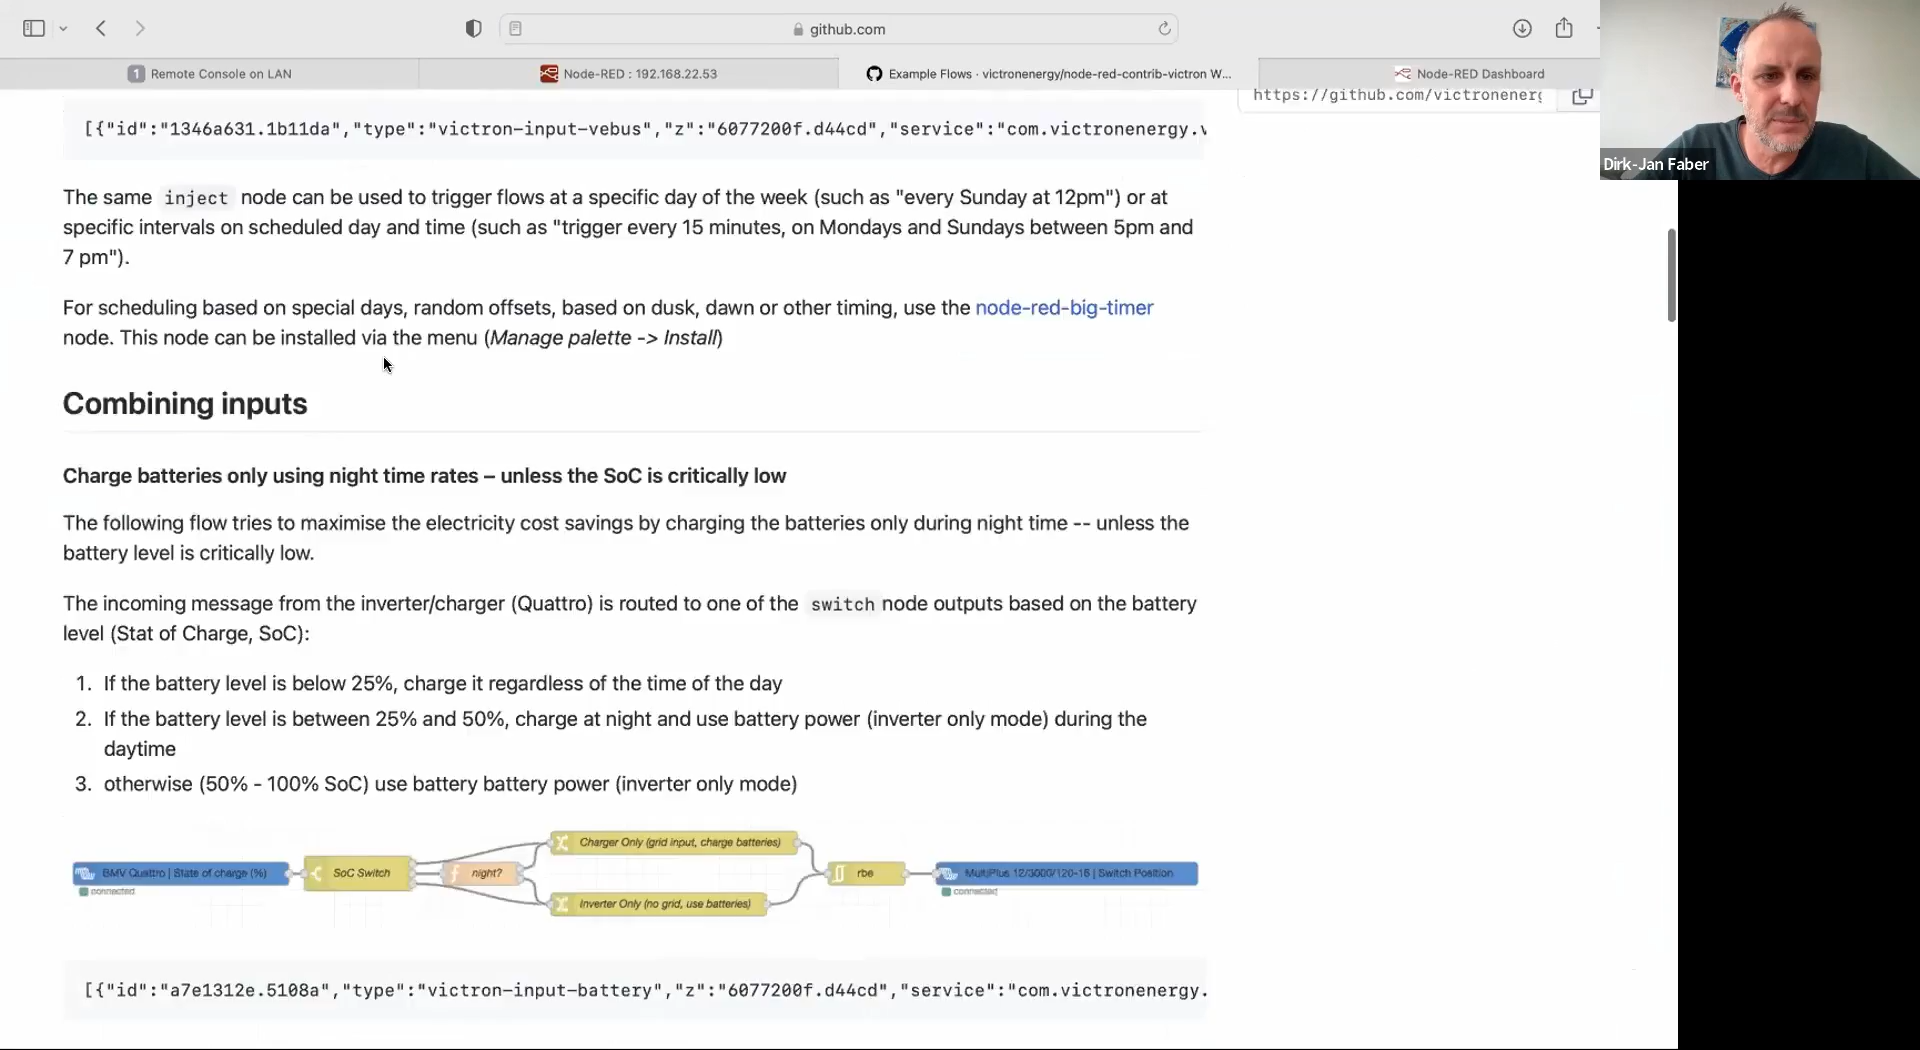 github.com
1 Remote Console on LAN
Node-RED : 192.168.22.53
Example Flows · victronenergy/node-red-contrib-victron W...
Node-RED Dashboard
https://github.com/victronenerg
Dirk-Jan Faber
[{"id":"1346a631.1b11da","type":"victron-input-vebus","z":"6077200f.d44cd","service":"com.victronenergy.v
The same inject node can be used to trigger flows at a specific day of the week (such as "every Sunday at 12pm") or at
specific intervals on scheduled day and time (such as "trigger every 15 minutes, on Mondays and Sundays between 5pm and
7 pm").
For scheduling based on special days, random offsets, based on dusk, dawn or other timing, use the node-red-big-timer
node. This node can be installed via the menu (Manage palette -> Install)
Combining inputs
Charge batteries only using night time rates – unless the SoC is critically low
The following flow tries to maximise the electricity cost savings by charging the batteries only during night time -- unless the
battery level is critically low.
The incoming message from the inverter/charger (Quattro) is routed to one of the switch node outputs based on the battery
level (Stat of Charge, SoC):
1. If the battery level is below 25%, charge it regardless of the time of the day
2. If the battery level is between 25% and 50%, charge at night and use battery power (inverter only mode) during the
daytime
3. otherwise (50% - 100% SoC) use battery battery power (inverter only mode)
Charger Only (grid input, charge batteries)
BMV Quattro | State of charge (%)
SoC Switch
night?
rbe
MultiPlus 12/3000/120-16 | Switch Position
connected
connected
Inverter Only (no grid, use batteries)
[{"id":"a7e1312e.5108a","type":"victron-input-battery","z":"6077200f.d44cd","service":"com.victronenergy.